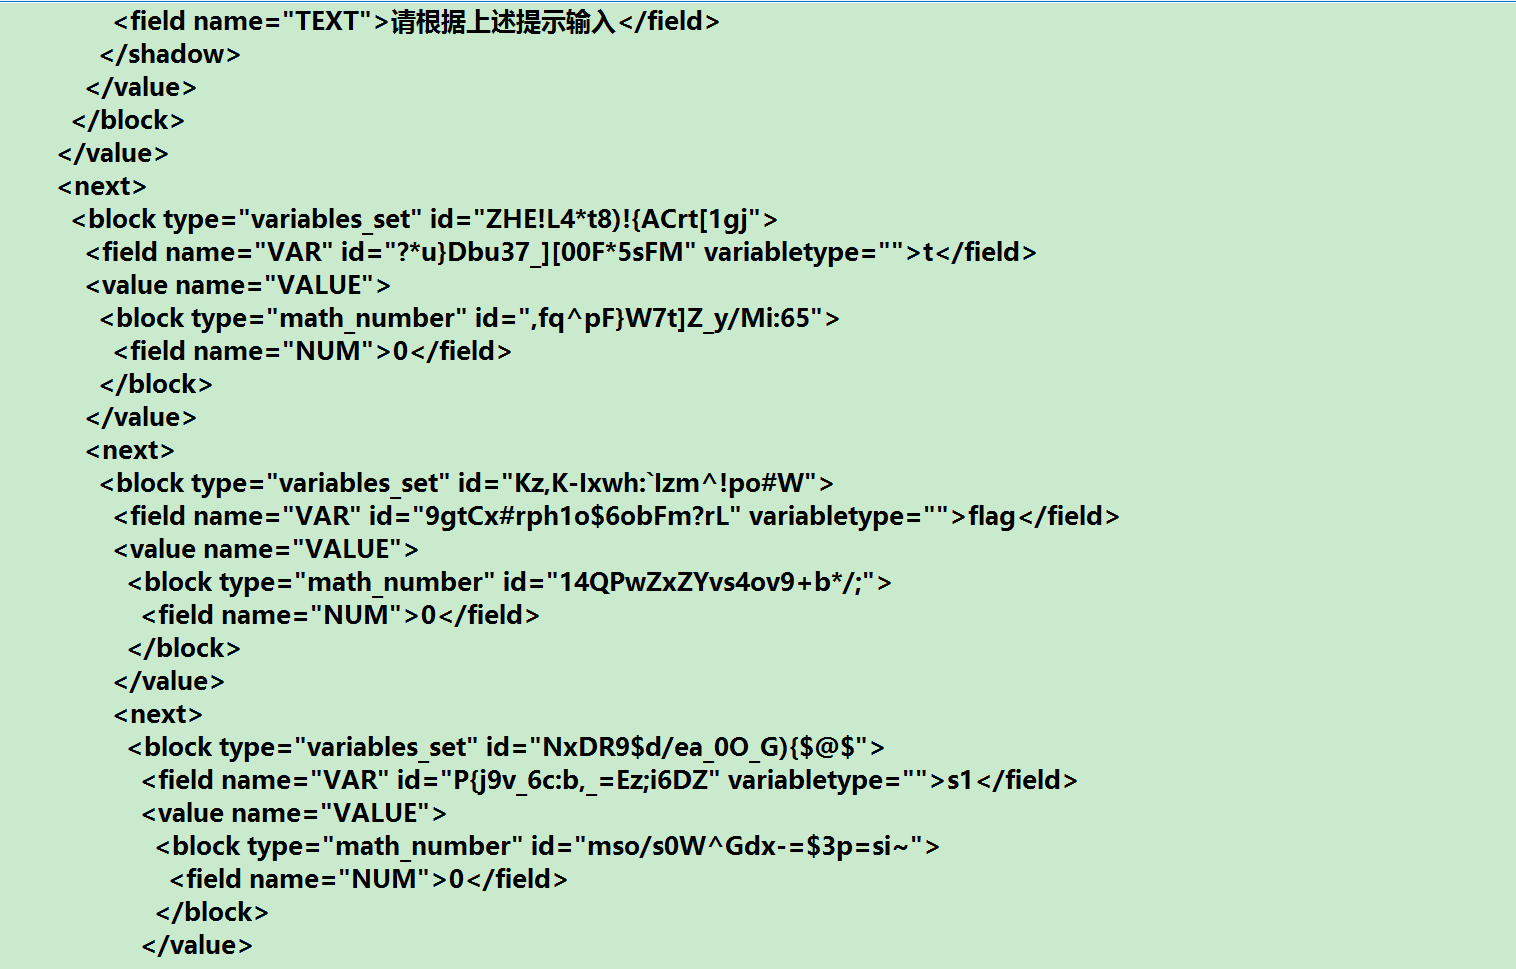 <field name="TEXT">请根据上述提示输入</field>
</shadow>
</value>
</block>
</value>
<next>
<block type="variables_set" id="ZHE!L4*t8)!{ACrt[1gj">
<field name="VAR" id="?*u}Dbu37_][00F*5sFM" variabletype="">t</field>
<value name="VALUE">
<block type="math_number" id=",fq^pF}W7t]Z_y/Mi:65">
<field name="NUM">0</field>
</block>
</value>
<next>
<block type="variables_set" id="Kz,K-Ixwh:`Izm^!po#W">
<field name="VAR" id="9gtCx#rph1o$6obFm?rL" variabletype="">flag</field>
<value name="VALUE">
<block type="math_number" id="14QPwZxZYvs4ov9+b*/;">
<field name="NUM">0</field>
</block>
</value>
<next>
<block type="variables_set" id="NxDR9$d/ea_0O_G){$@$">
<field name="VAR" id="P{j9v_6c:b,_=Ez;i6DZ" variabletype="">s1</field>
<value name="VALUE">
<block type="math_number" id="mso/s0W^Gdx-=$3p=si~">
<field name="NUM">0</field>
</block>
</value>